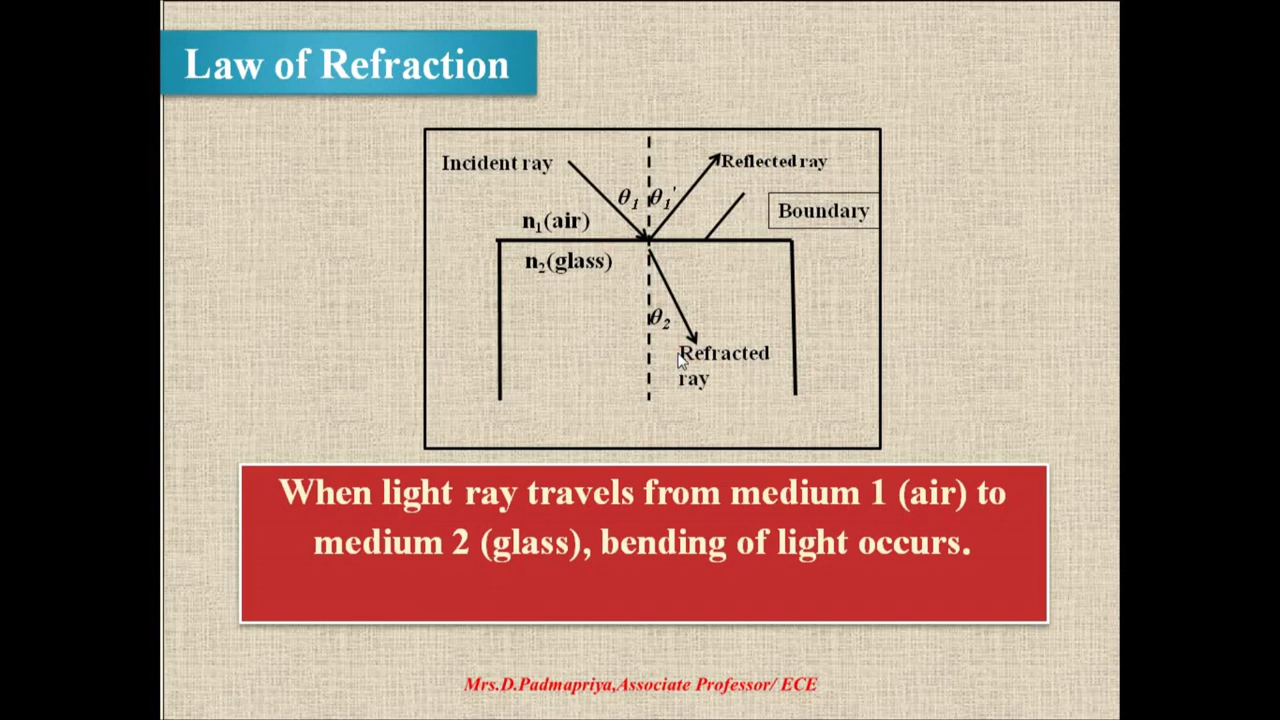 Law of Refraction
Incident ray
Reflected ray
θ₁ θ₁'
n₁(air)
Boundary
n₂(glass)
θ₂
Refracted
ray
When light ray travels from medium 1 (air) to
medium 2 (glass), bending of light occurs.
Mrs.D.Padmapriya,Associate Professor/ ECE